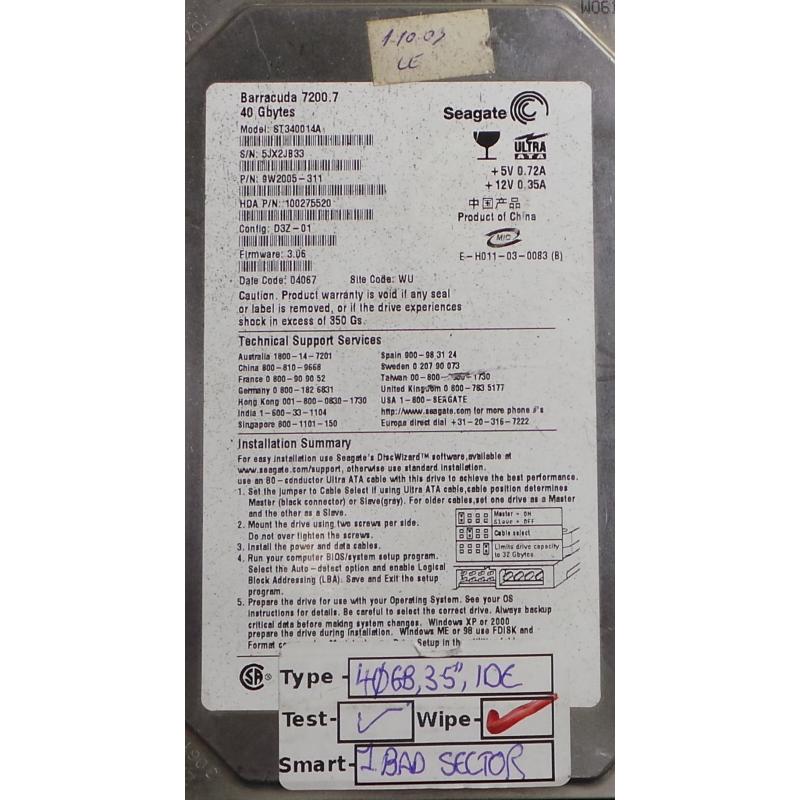 W061
1-10-09
LE
Barracuda 7200.7
40 Gbytes
Model: ST340014A
S/N: 5JX2JB33
P/N: 9W2005-311
HDA P/N: 100275520
Config: D3Z-01
Firmware: 3.06
Date Code: 04067 Site Code: WU
Seagate
ULTRA
ATA
+5V 0.72A
+12V 0.35A
中国产品
Product of China
MIC
E-H011-03-0083 (B)
Caution. Product warranty is void if any seal
or label is removed, or if the drive experiences
shock in excess of 350 Gs.
Technical Support Services
Australia 1800-14-7201
China 800-810-9668
France 0 800-90 90 52
Germany 0 800-182 6831
Hong Kong 001-800-0830-1730
India 1-600-33-1104
Singapore 800-1101-150
Spain 900-98 31 24
Sweden 0 207 90 073
Taiwan 00-800- -1730
United Kingdom 0 800-783 5177
USA 1-800-SEAGATE
http://www.seagate.com for more phone #'s
Europe direct dial +31-20-316-7222
Installation Summary
For easy installation use Seagate's DiscWizard™ software, available at
www.seagate.com/support, otherwise use standard installation.
use an 80-conductor Ultra ATA cable with this drive to achieve the best performance.
1. Set the jumper to Cable Select if using Ultra ATA cable, cable position determines
Master (black connector) or Slave(gray). For older cables, set one drive as a Master
and the other as a Slave.
2. Mount the drive using two screws per side.
Do not over tighten the screws.
3. Install the power and data cables.
4. Run your computer BIOS/system setup program.
Select the Auto-detect option and enable Logical
Block Addressing (LBA). Save and Exit the setup
program.
5. Prepare the drive for use with your Operating System. See your OS
instructions for details. Be careful to select the correct drive. Always backup
critical data before making system changes. Windows XP or 2000
prepare the drive during installation. Windows ME or 98 use FDISK and
Format Setup in the
Master - ON
Slave - OFF
Cable select
Limits drive capacity
to 32 Gbytes.
SA ®
Type - 40GB, 3.5", IDE
Test- ✓ Wipe- ✓
Smart- 1 BAD SECTOR